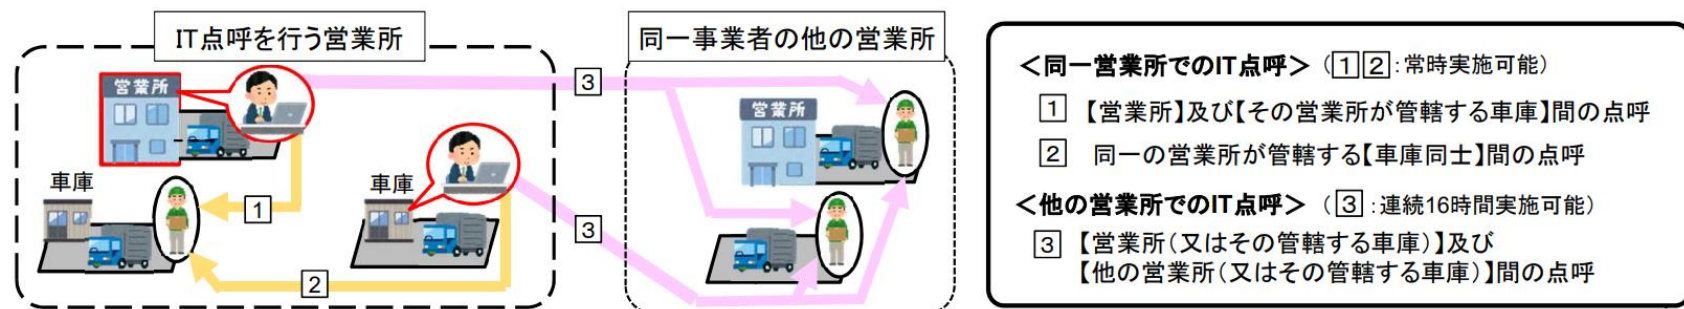 IT点呼を行う営業所
営業所
車庫
車庫
1
2
3
3
同一事業者の他の営業所
営業所
＜同一営業所でのIT点呼＞（1 2：常時実施可能）
1 【営業所】及び【その営業所が管轄する車庫】間の点呼
2 同一の営業所が管轄する【車庫同士】間の点呼
＜他の営業所でのIT点呼＞（3：連続16時間実施可能）
3 【営業所（又はその管轄する車庫）】及び
【他の営業所（又はその管轄する車庫）】間の点呼